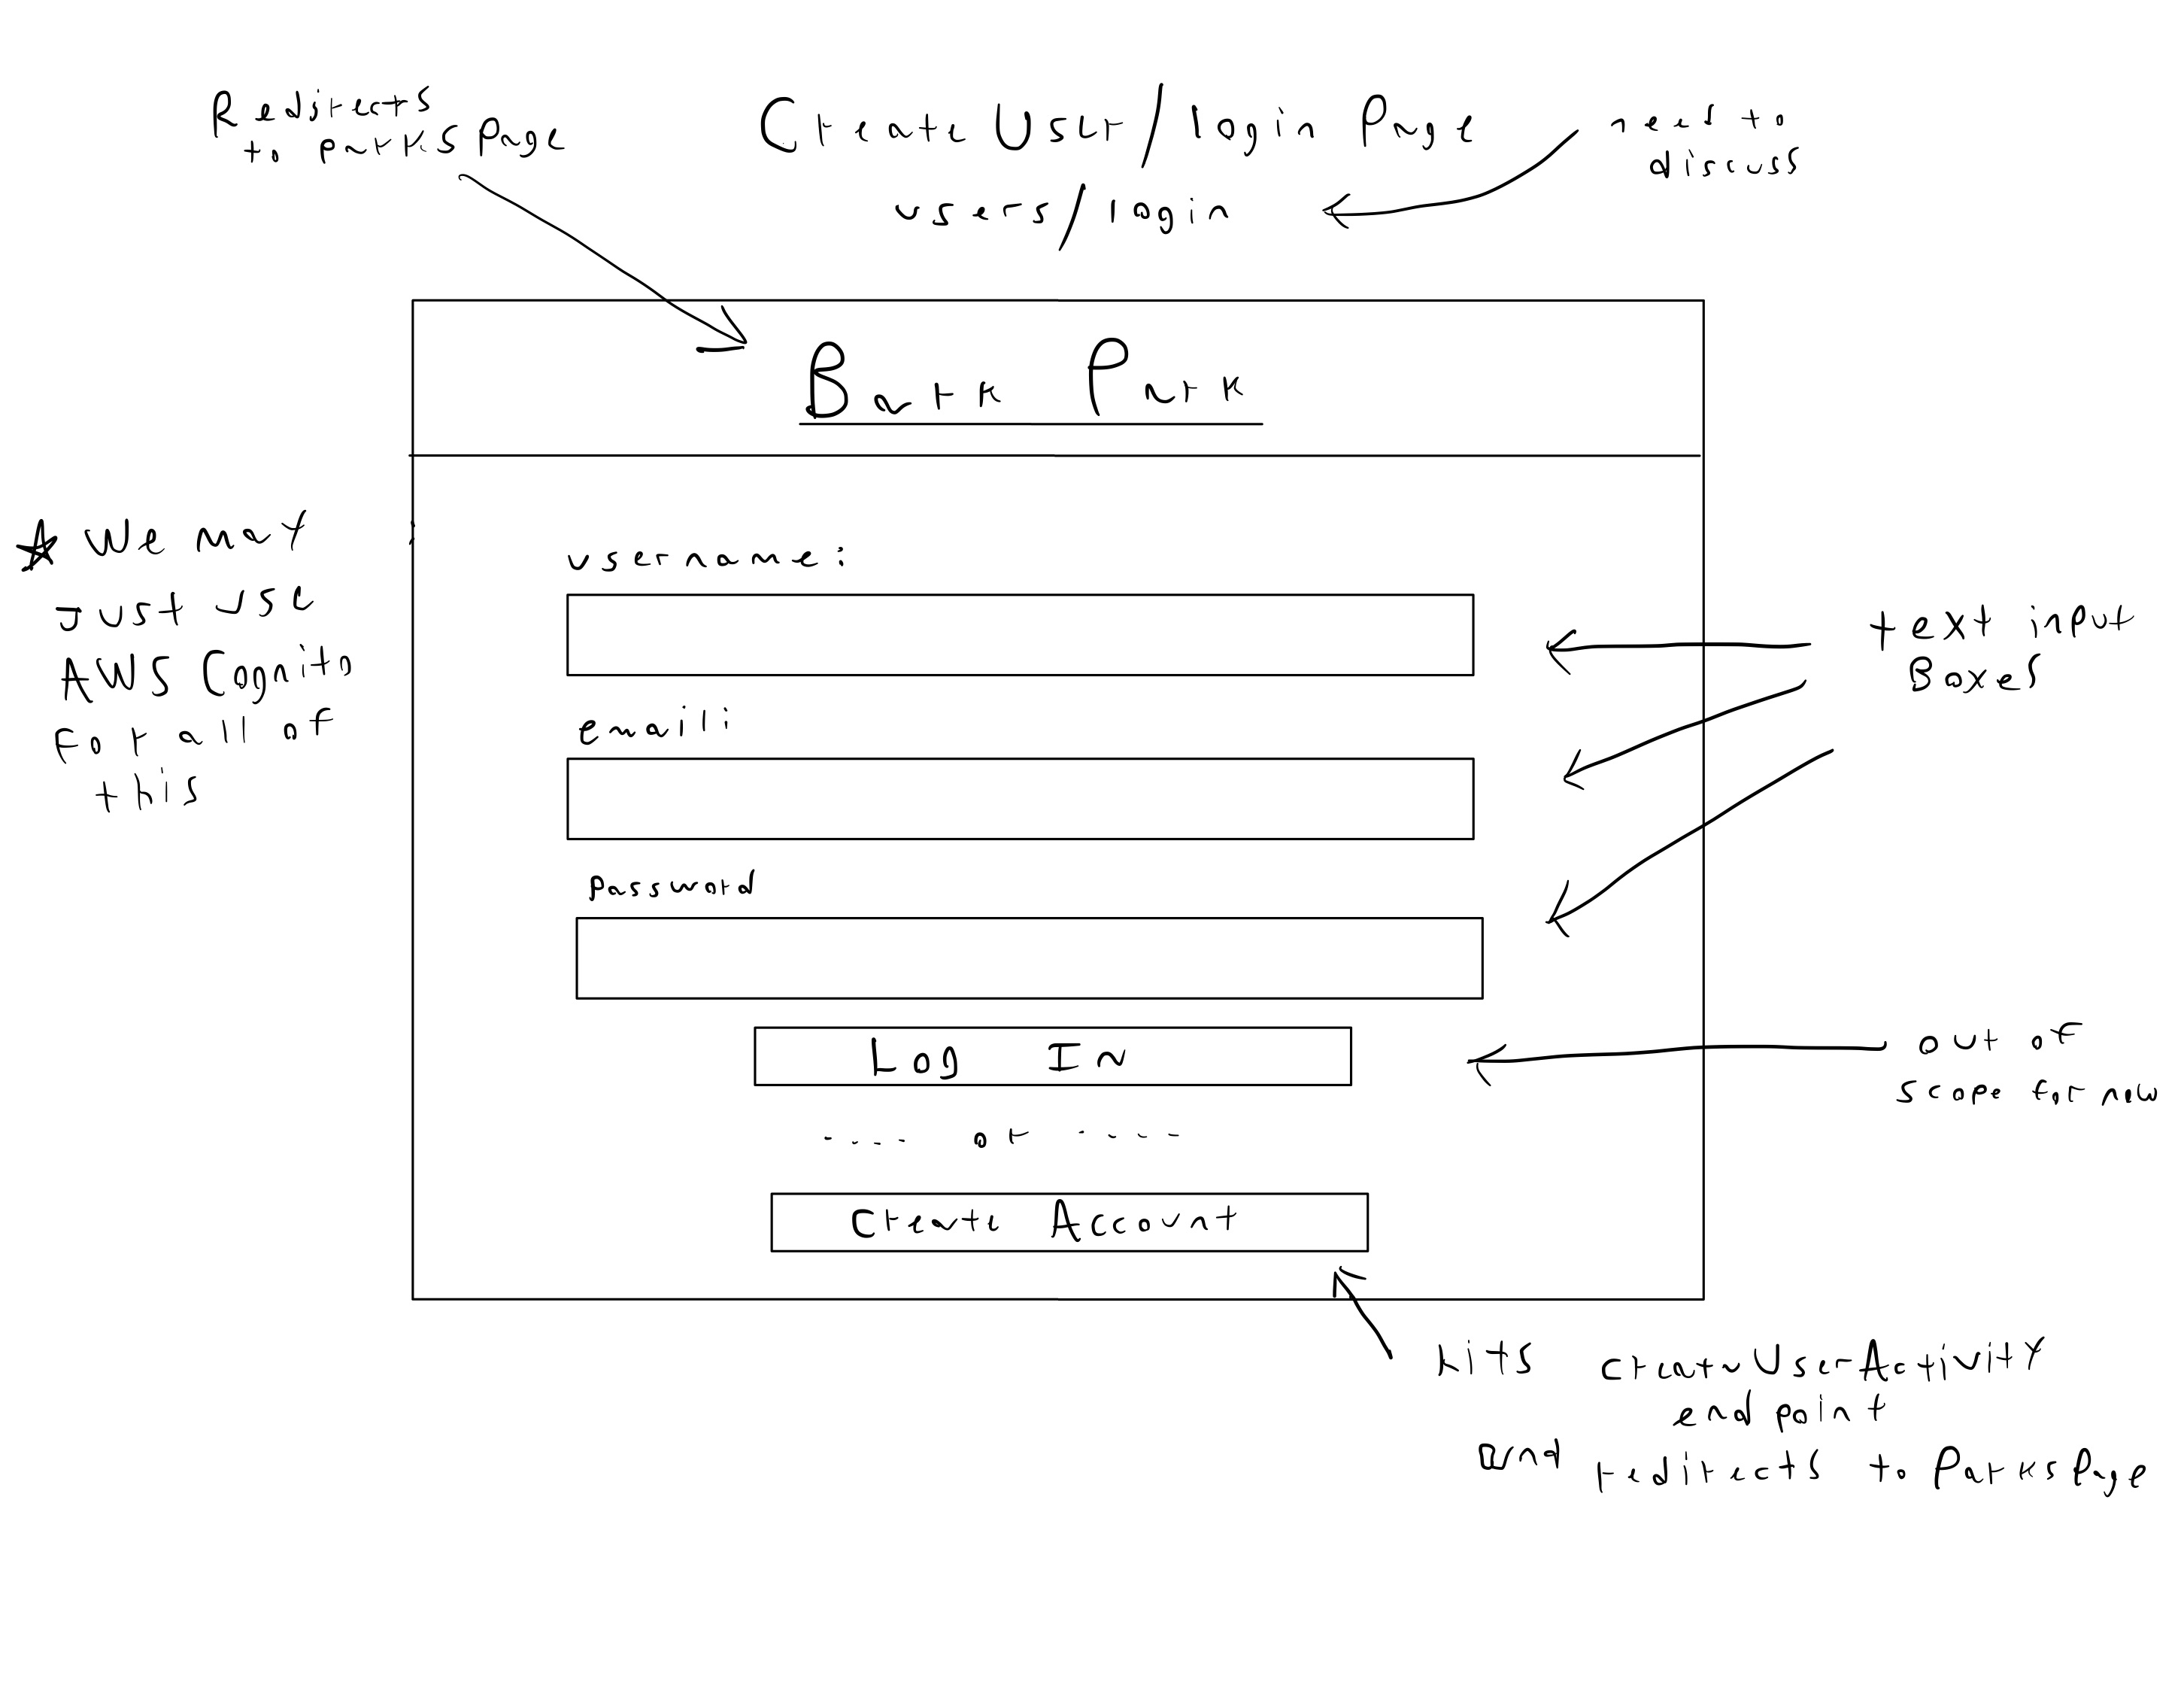 Redirects
to parks page
Create User/login Page
users/login
need to
discuss
Bark Park
★ We may
just use
AWS Cognito
for all of
this
username:
email:
password
text input
Boxes
Log In
out of
scope for now
---- or ----
Create Account
hits CreateUserActivity
endpoint
and redirects to Parks Page